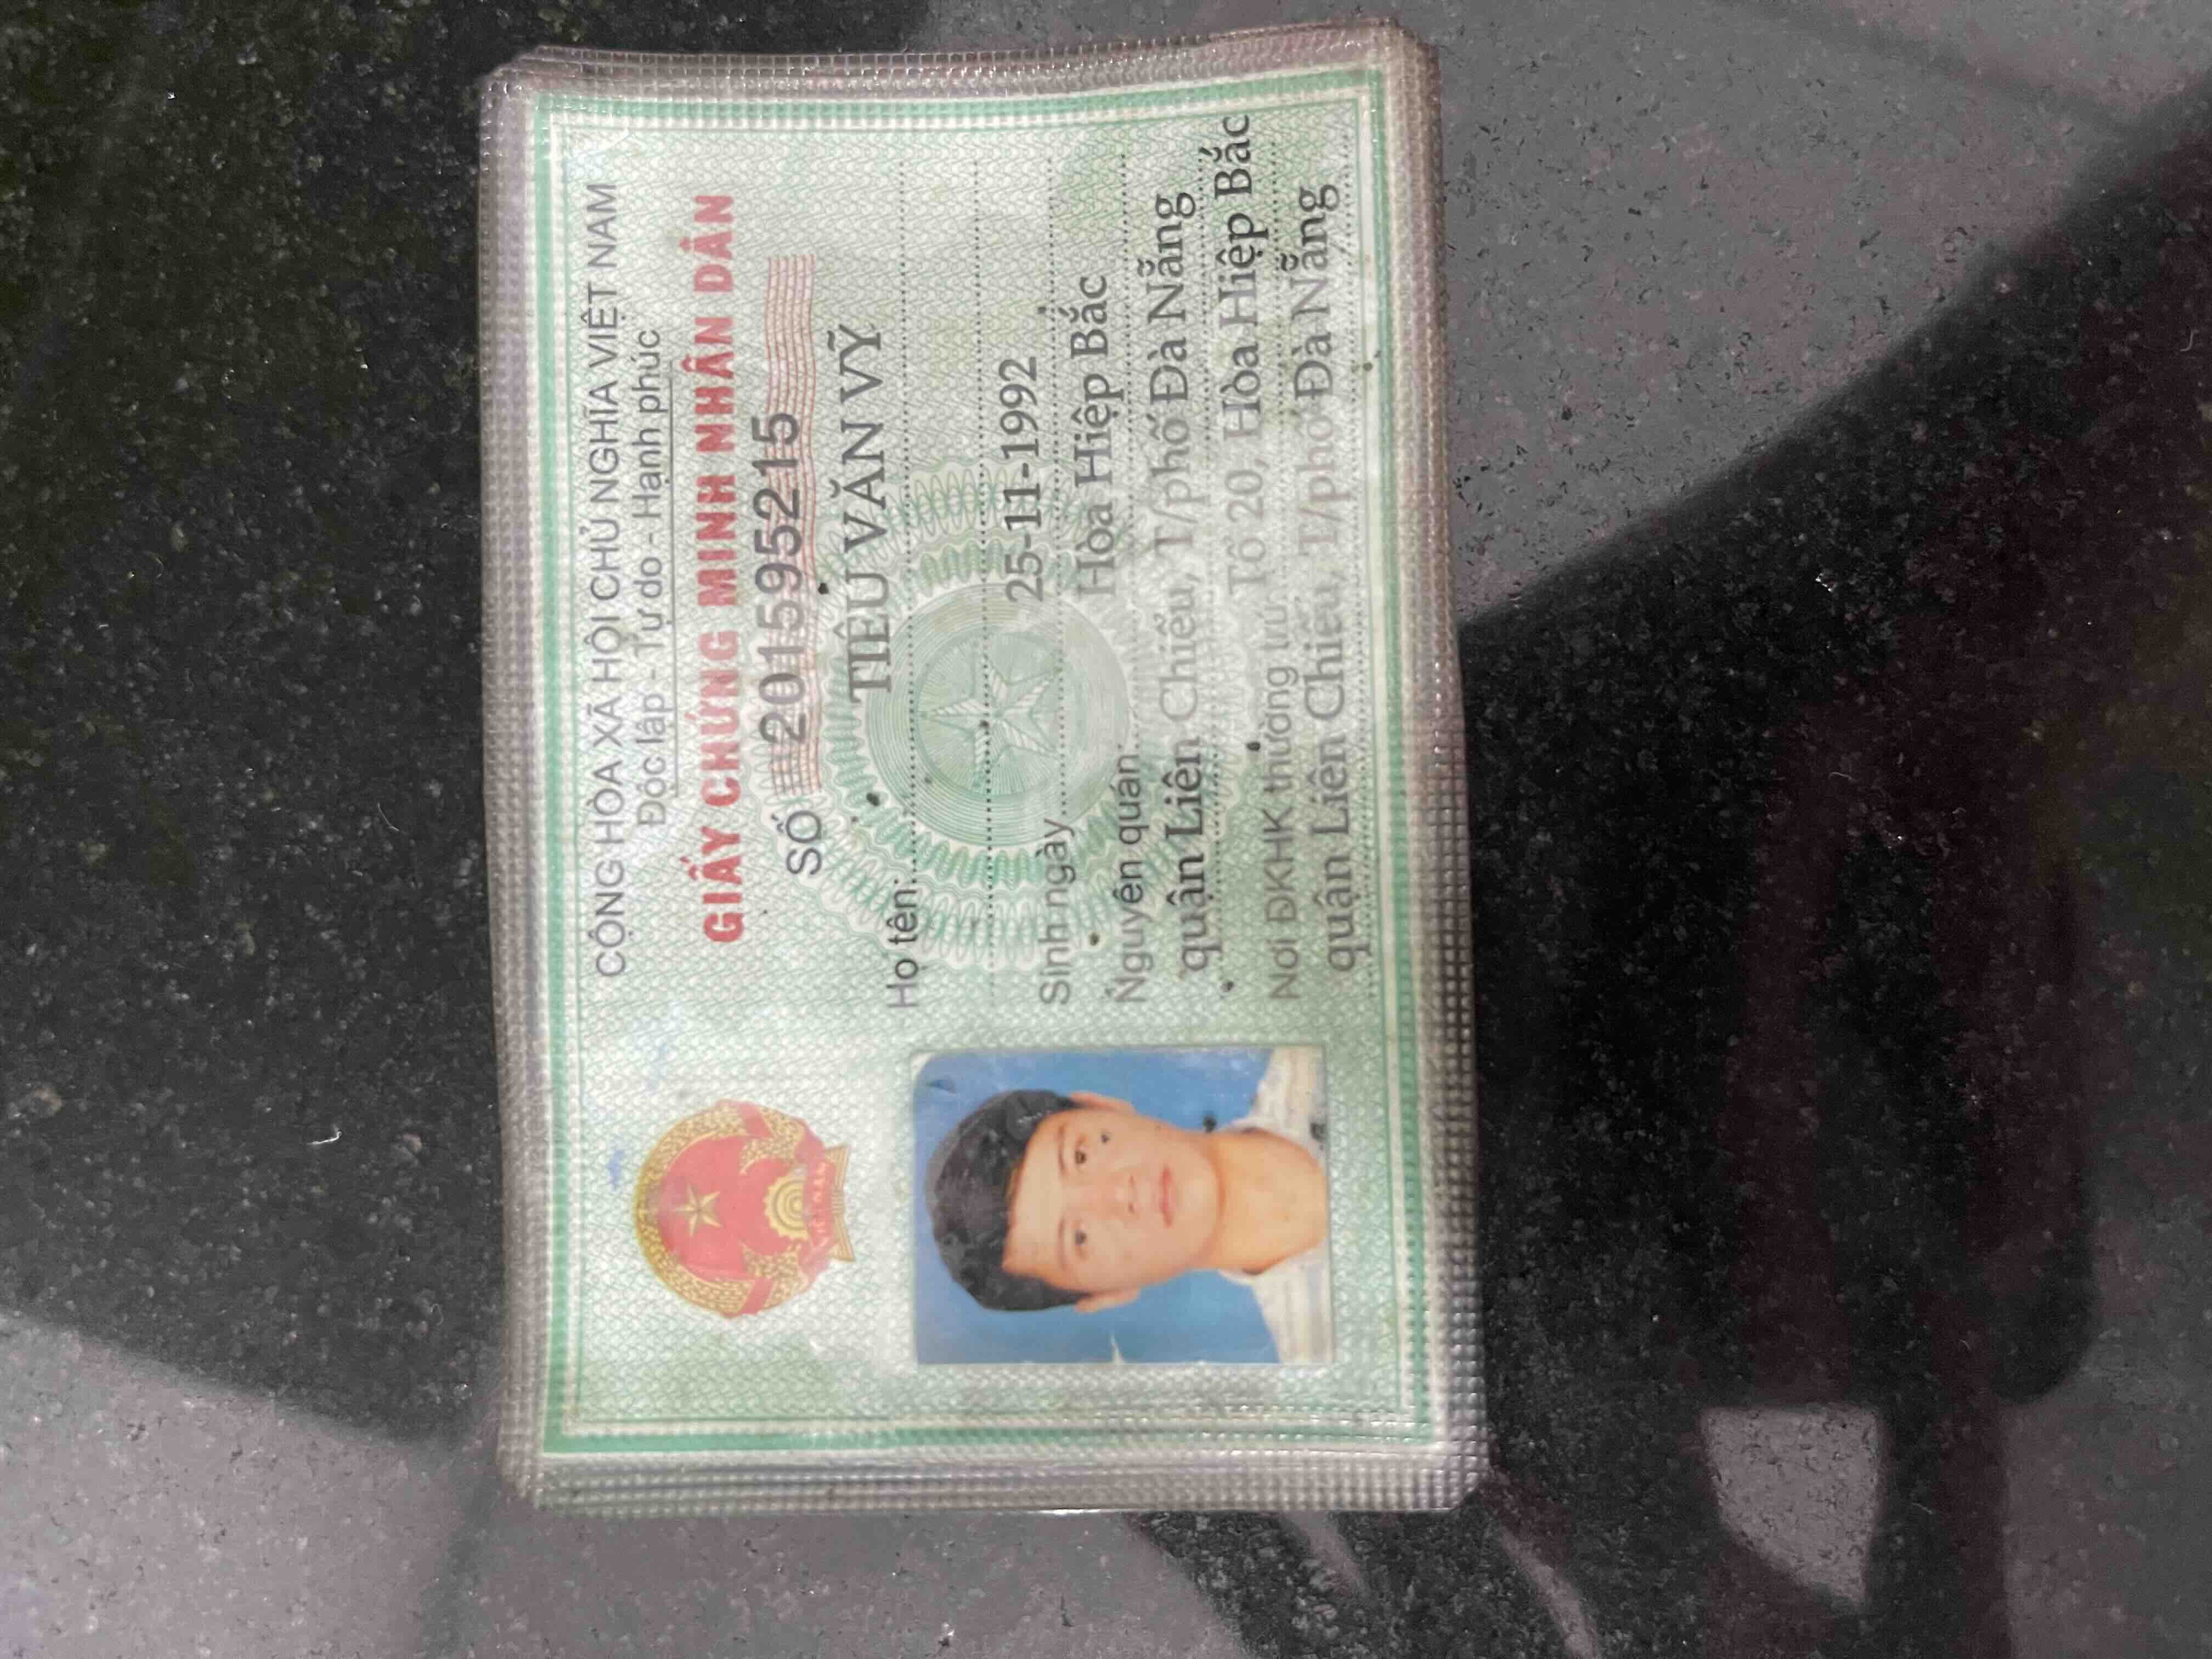 CỘNG HÒA XÃ HỘI CHỦ NGHĨA VIỆT NAM
Độc lập - Tự do - Hạnh phúc
GIẤY CHỨNG MINH NHÂN DÂN
SỐ 201595215
Họ tên: TIÊU VĂN VỸ
Sinh ngày 25-11-1992
Nguyên quán Hòa Hiệp Bắc
quận Liên Chiểu, T/phố Đà Nẵng
Nơi ĐKHK thường trú Tổ 20, Hòa Hiệp Bắc
quận Liên Chiểu, T/phố Đà Nẵng
VIỆT NAM